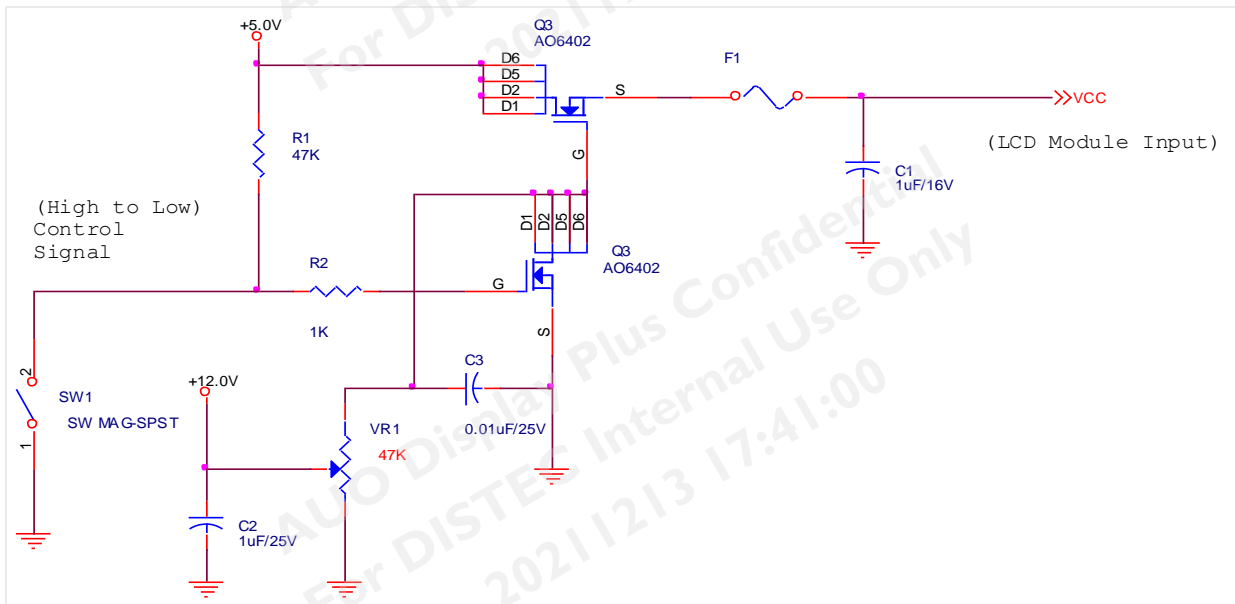 +5.0V
Q3
AO6402
D6
D5
D2
D1
S
G
F1
VCC
(LCD Module Input)
R1
47K
C1
1uF/16V
(High to Low)
Control
Signal
D1
D2
D5
D6
Q3
AO6402
R2
1K
G
S
2
SW1
SW MAG-SPST
1
+12.0V
C3
0.01uF/25V
VR1
47K
C2
1uF/25V
For DISTEC
AUO Display Plus Confidential
For DISTEC Internal Use Only
20211213 17:41:00